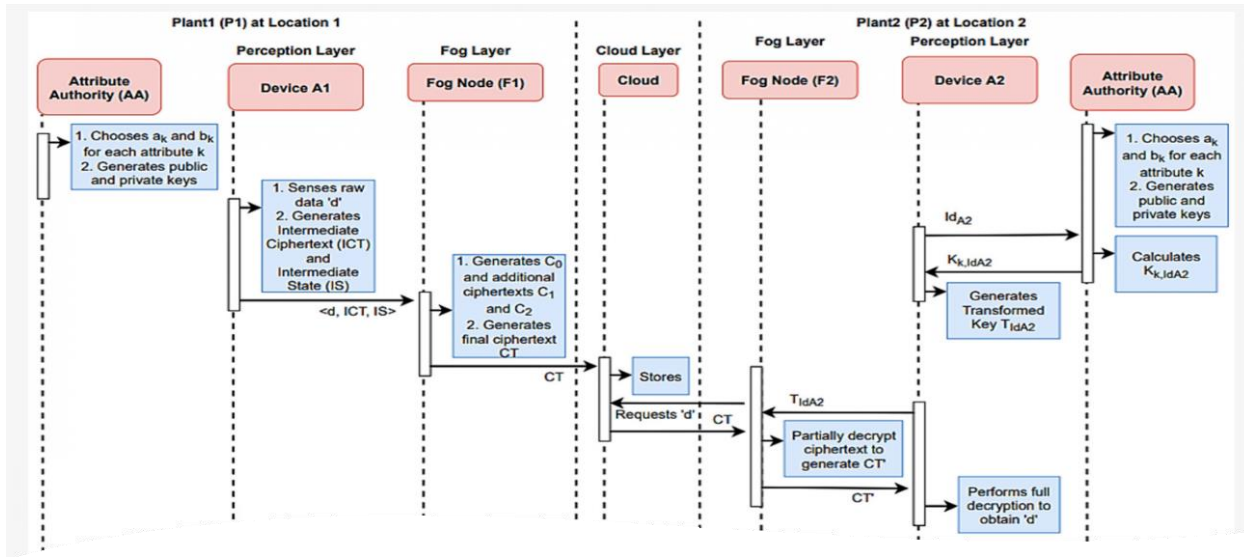 Plant1 (P1) at Location 1
Plant2 (P2) at Location 2
Perception Layer
Fog Layer
Cloud Layer
Fog Layer
Perception Layer
Attribute
Authority (AA)
Device A1
Fog Node (F1)
Cloud
Fog Node (F2)
Device A2
Attribute
Authority (AA)
1. Chooses aₖ and bₖ
for each attribute k
2. Generates public
and private keys
1. Senses raw
data 'd'
2. Generates
Intermediate
Ciphertext (ICT)
and
Intermediate
State (IS)
<d, ICT, IS>
1. Generates C₀
and additional
ciphertexts C₁
and C₂
2. Generates
final ciphertext
CT
CT
Stores
Requests 'd'
CT
1. Chooses aₖ
and bₖ for each
attribute k
2. Generates
public and
private keys
Id_A2
K_k,IdA2
Calculates
K_k,IdA2
Generates
Transformed
Key T_IdA2
T_IdA2
Partially decrypt
ciphertext to
generate CT'
CT'
Performs full
decryption to
obtain 'd'